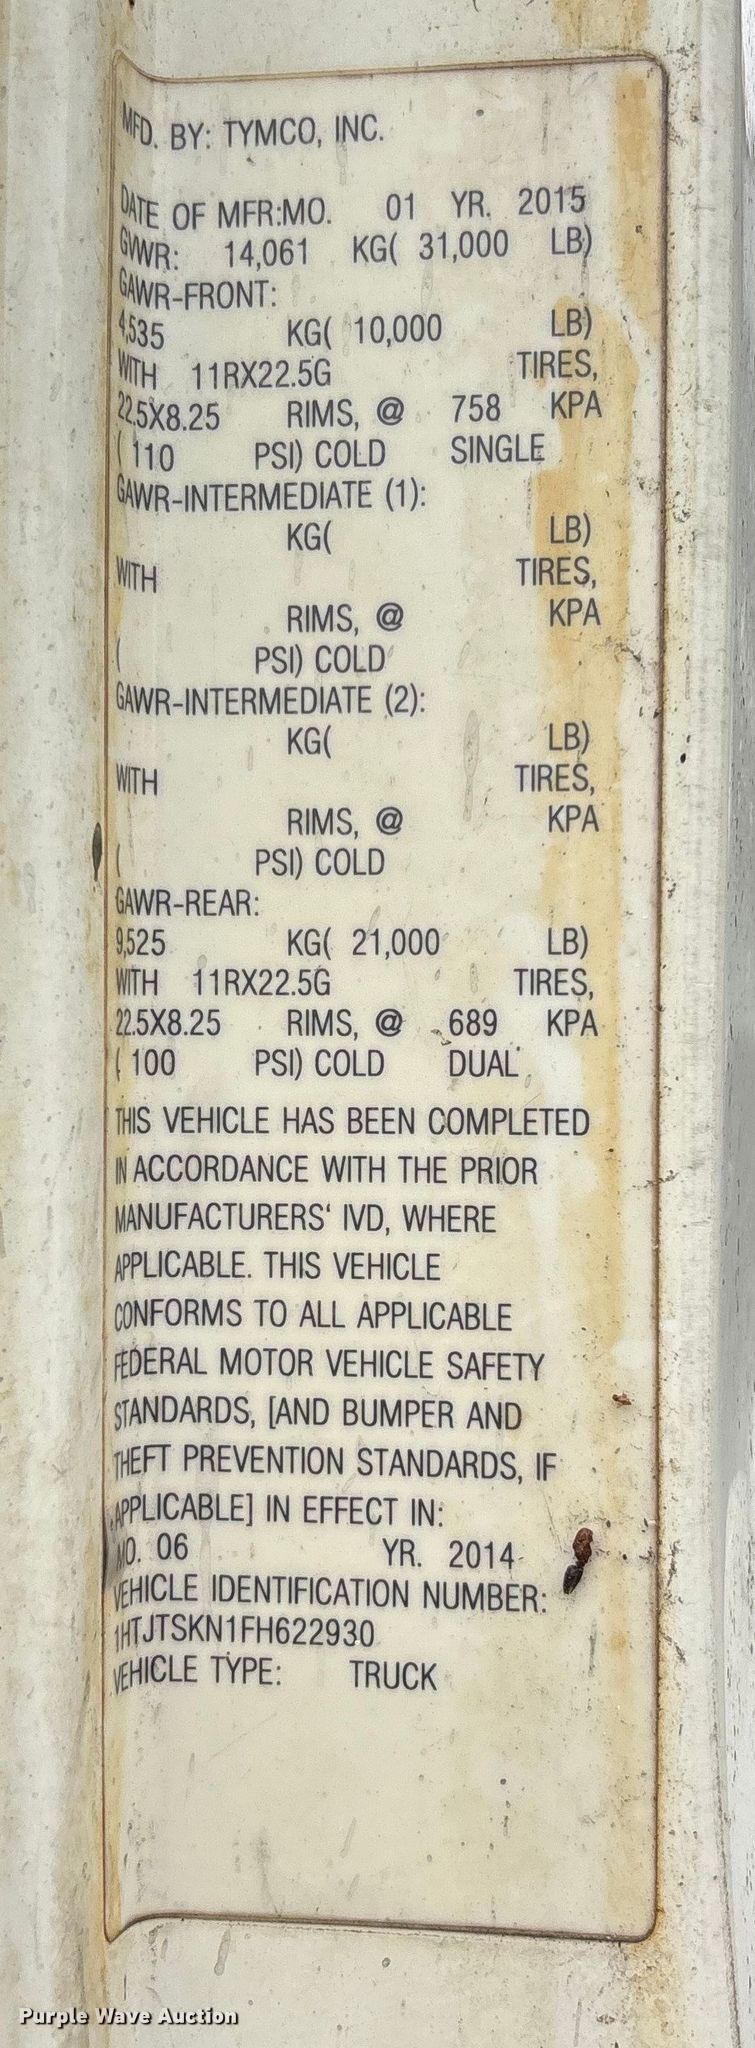 MFD. BY: TYMCO, INC.
DATE OF MFR:MO. 01 YR. 2015
GVWR: 14,061 KG( 31,000 LB)
GAWR-FRONT:
4,535 KG( 10,000 LB)
WITH 11RX22.5G TIRES,
22.5X8.25 RIMS, @ 758 KPA
( 110 PSI) COLD SINGLE
GAWR-INTERMEDIATE (1):
KG( LB)
WITH TIRES,
RIMS, @ KPA
( PSI) COLD
GAWR-INTERMEDIATE (2):
KG( LB)
WITH TIRES,
RIMS, @ KPA
( PSI) COLD
GAWR-REAR:
9,525 KG( 21,000 LB)
WITH 11RX22.5G TIRES,
22.5X8.25 RIMS, @ 689 KPA
( 100 PSI) COLD DUAL
THIS VEHICLE HAS BEEN COMPLETED
IN ACCORDANCE WITH THE PRIOR
MANUFACTURERS' IVD, WHERE
APPLICABLE. THIS VEHICLE
CONFORMS TO ALL APPLICABLE
FEDERAL MOTOR VEHICLE SAFETY
STANDARDS, [AND BUMPER AND
THEFT PREVENTION STANDARDS, IF
APPLICABLE] IN EFFECT IN:
MO. 06 YR. 2014
VEHICLE IDENTIFICATION NUMBER:
1HTJTSKN1FH622930
VEHICLE TYPE: TRUCK
Purple Wave Auction